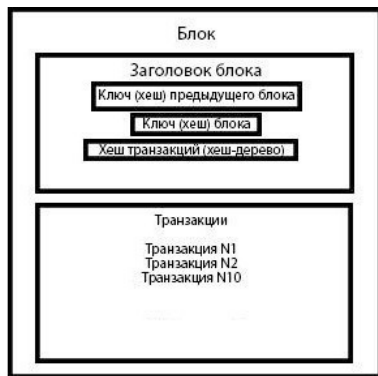 Блок
Заголовок блока
Ключ (хеш) предыдущего блока
Ключ (хеш) блока
Хеш транзакций (хеш-дерево)
Транзакции
Транзакция N1
Транзакция N2
Транзакция N10